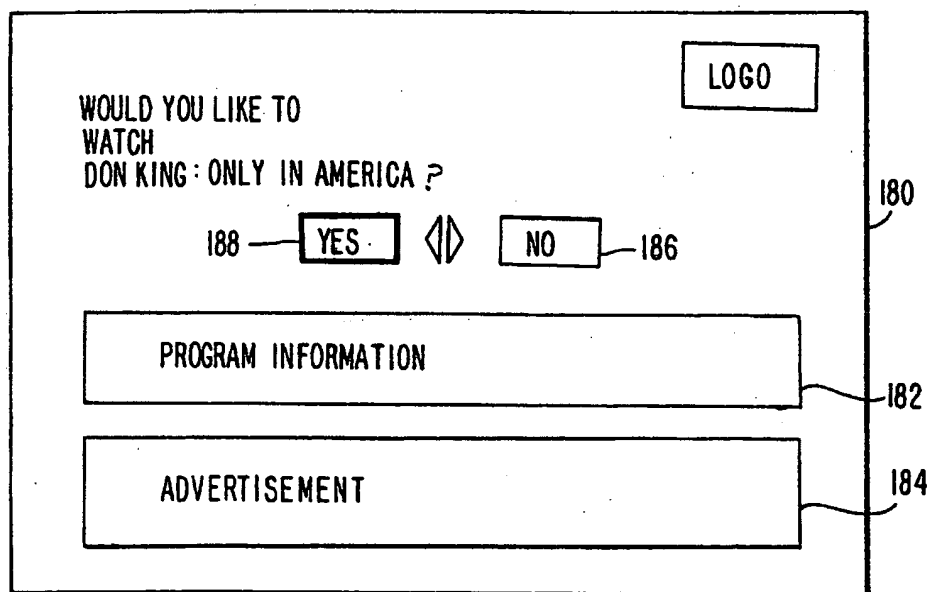 LOGO
WOULD YOU LIKE TO
WATCH
DON KING: ONLY IN AMERICA?
180
188
YES
NO
186
PROGRAM INFORMATION
182
ADVERTISEMENT
184